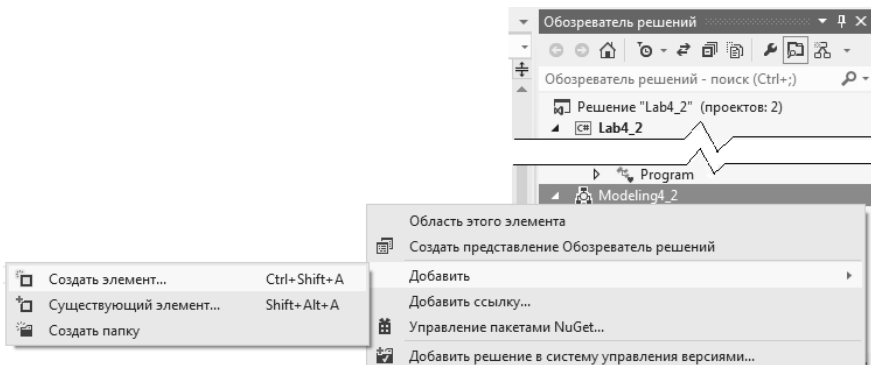 Обозреватель решений
Обозреватель решений - поиск (Ctrl+;)
Решение "Lab4_2" (проектов: 2)
C# Lab4_2
Program
Modeling4_2
Область этого элемента
Создать представление Обозреватель решений
Добавить
Добавить ссылку...
Управление пакетами NuGet...
Добавить решение в систему управления версиями...
Создать элемент... Ctrl+Shift+A
Существующий элемент... Shift+Alt+A
Создать папку